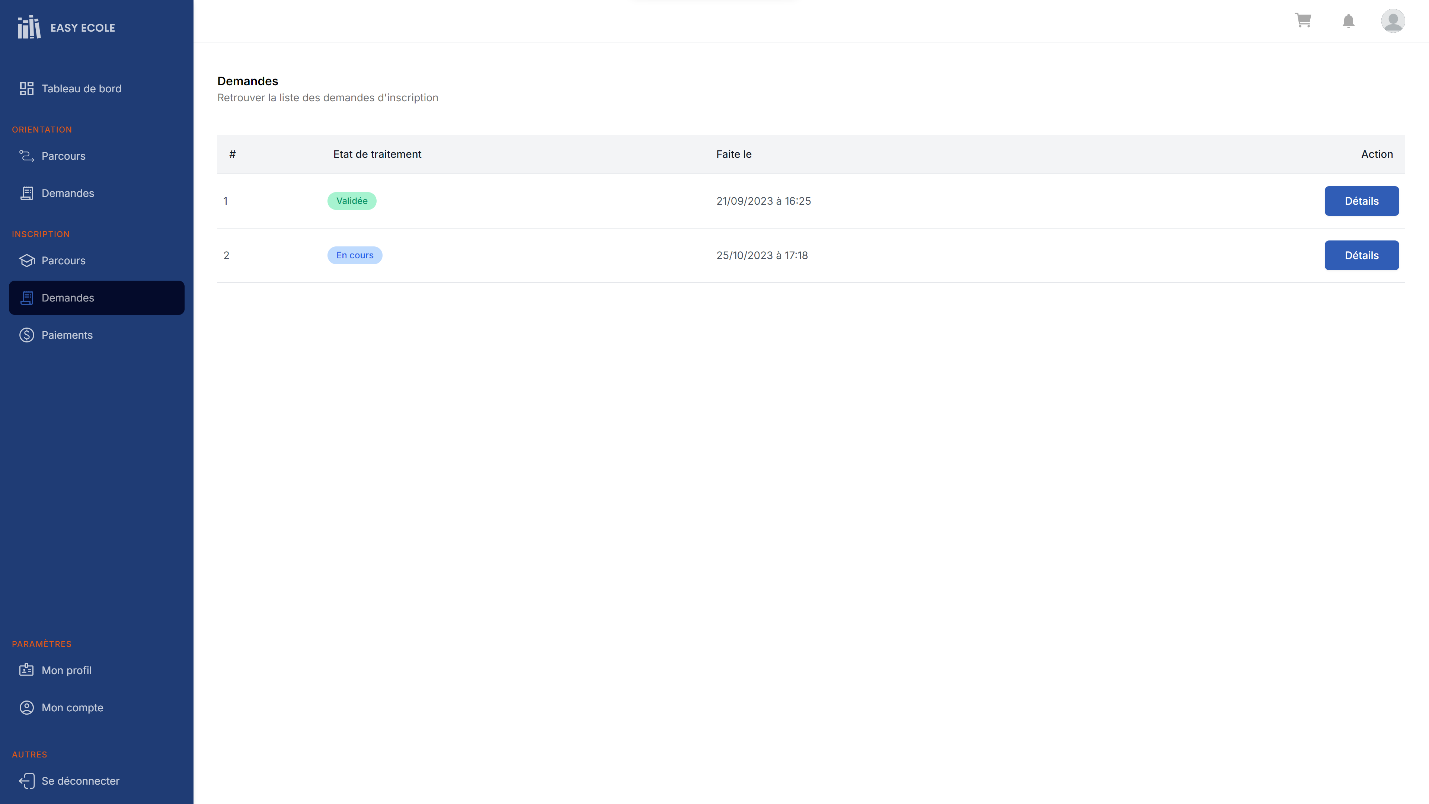 EASY ECOLE
Tableau de bord
ORIENTATION
Parcours
Demandes
INSCRIPTION
Parcours
Demandes
Paiements
PARAMÈTRES
Mon profil
Mon compte
AUTRES
Se déconnecter
Demandes
Retrouver la liste des demandes d'inscription
# Etat de traitement Faite le Action
1 Validée 21/09/2023 à 16:25 Détails
2 En cours 25/10/2023 à 17:18 Détails